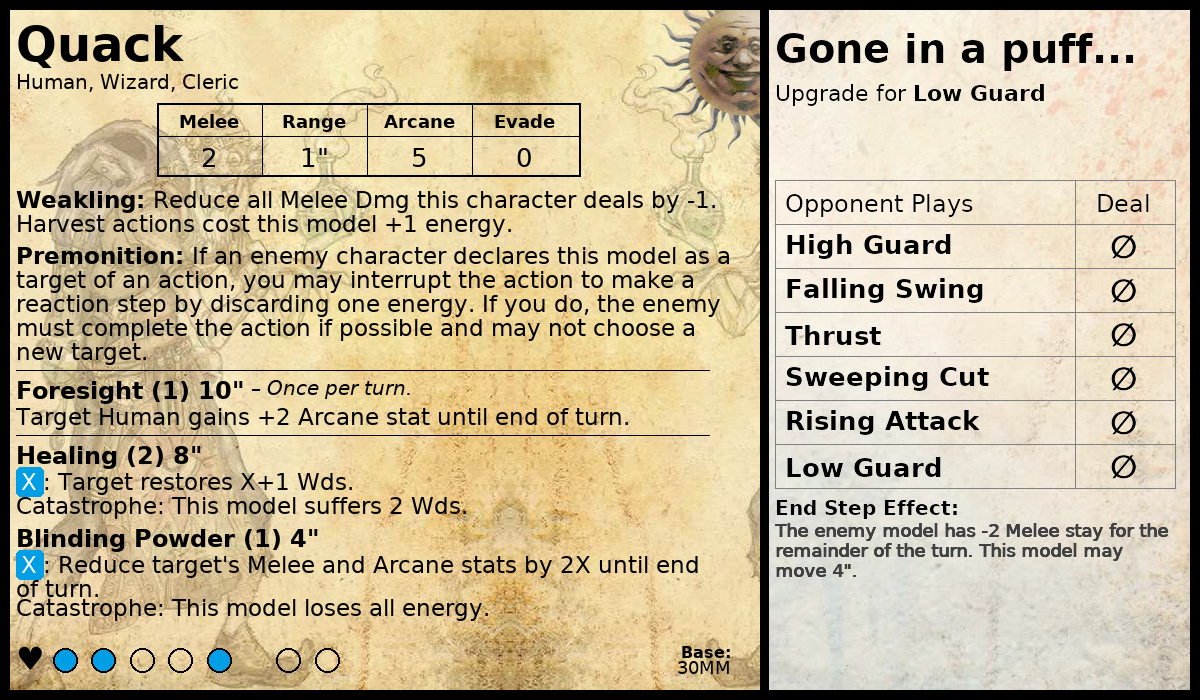 Quack
Human, Wizard, Cleric
Melee Range Arcane Evade
2 1" 5 0
Weakling: Reduce all Melee Dmg this character deals by -1.
Harvest actions cost this model +1 energy.
Premonition: If an enemy character declares this model as a
target of an action, you may interrupt the action to make a
reaction step by discarding one energy. If you do, the enemy
must complete the action if possible and may not choose a
new target.
Foresight (1) 10" – Once per turn.
Target Human gains +2 Arcane stat until end of turn.
Healing (2) 8"
X: Target restores X+1 Wds.
Catastrophe: This model suffers 2 Wds.
Blinding Powder (1) 4"
X: Reduce target's Melee and Arcane stats by 2X until end
of turn.
Catastrophe: This model loses all energy.
Base:
30MM
Gone in a puff...
Upgrade for Low Guard
Opponent Plays Deal
High Guard ∅
Falling Swing ∅
Thrust ∅
Sweeping Cut ∅
Rising Attack ∅
Low Guard ∅
End Step Effect:
The enemy model has -2 Melee stay for the
remainder of the turn. This model may
move 4".